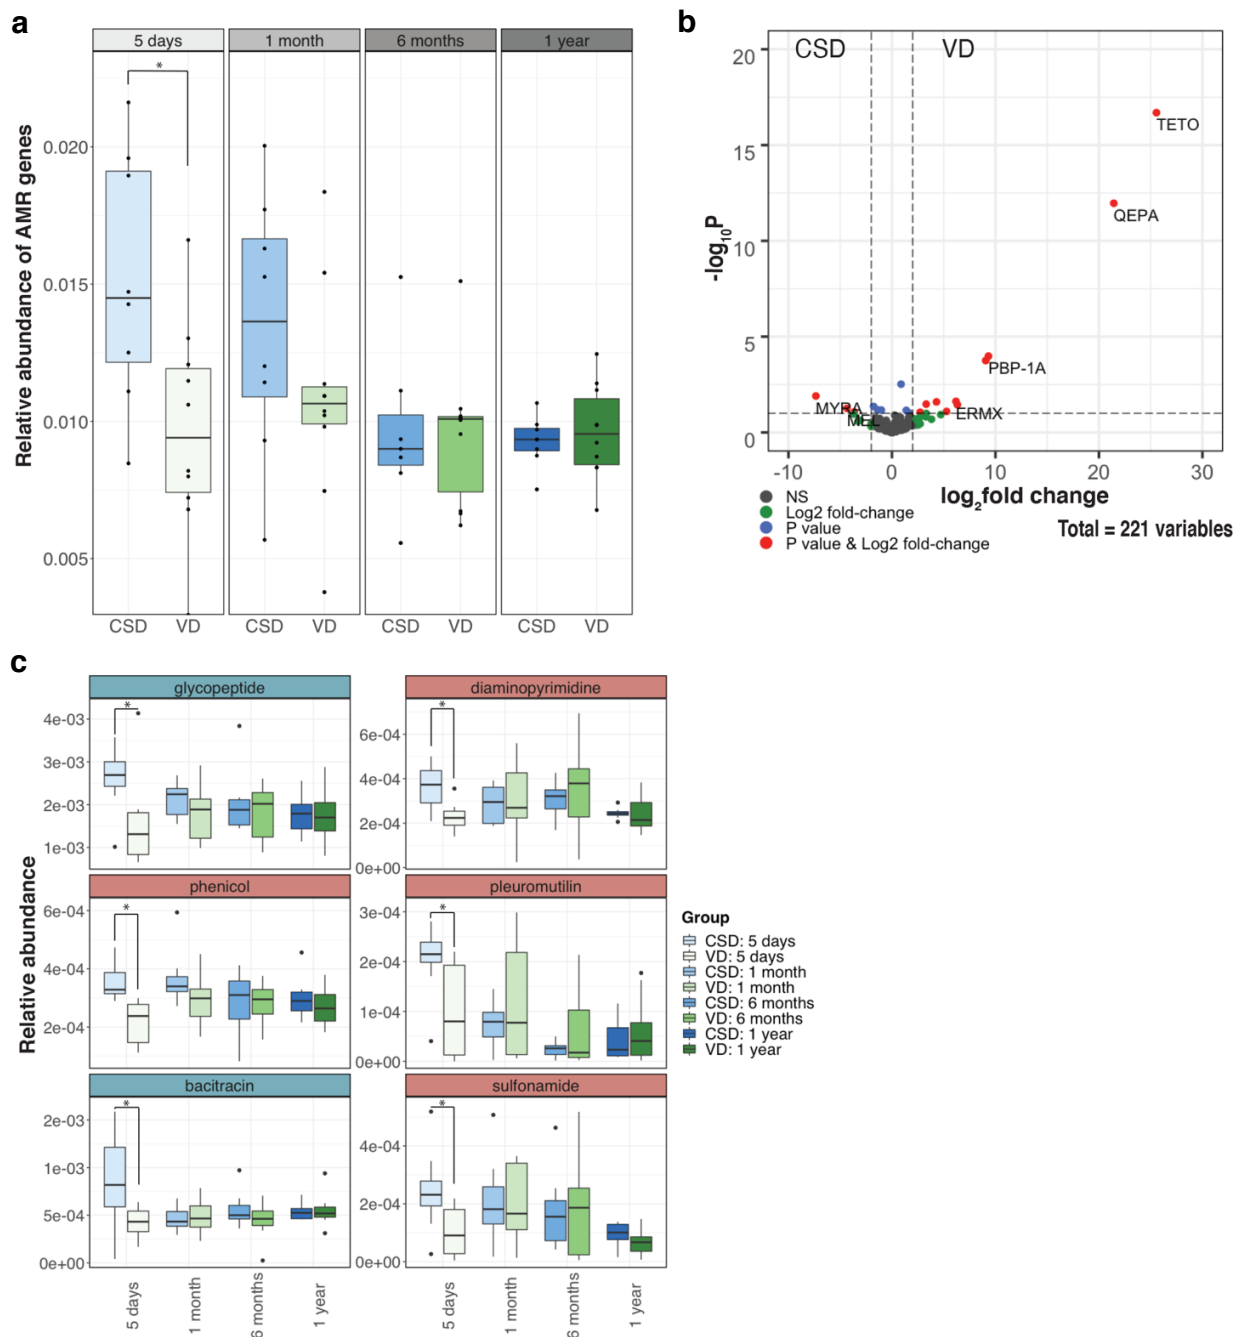 a
5 days
1 month
6 months
1 year
*
Relative abundance of AMR genes
0.020
0.015
0.010
0.005
CSD
VD
CSD
VD
CSD
VD
CSD
VD
b
CSD
VD
20
15
10
5
0
-log10P
TETO
QEPA
PBP-1A
MYRA
MEL
ERMX
-10
0
10
20
30
log2fold change
NS
Log2 fold-change
P value
P value & Log2 fold-change
Total = 221 variables
c
Relative abundance
glycopeptide
*
4e-03
3e-03
2e-03
1e-03
diaminopyrimidine
*
6e-04
4e-04
2e-04
0e+00
phenicol
*
6e-04
4e-04
2e-04
pleuromutilin
*
3e-04
2e-04
1e-04
0e+00
bacitracin
*
2e-03
1e-03
5e-04
0e+00
sulfonamide
*
4e-04
2e-04
0e+00
5 days
1 month
6 months
1 year
5 days
1 month
6 months
1 year
Group
CSD: 5 days
VD: 5 days
CSD: 1 month
VD: 1 month
CSD: 6 months
VD: 6 months
CSD: 1 year
VD: 1 year